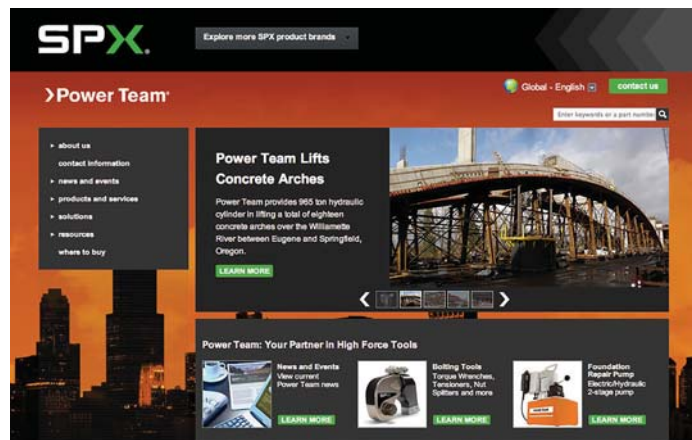 SPX.
Explore more SPX product brands
Global - English
contact us
Power Team®
Enter keywords or a part number
about us
contact information
news and events
products and services
solutions
resources
where to buy
Power Team Lifts
Concrete Arches
Power Team provides 965 ton hydraulic
cylinder in lifting a total of eighteen
concrete arches over the Willamette
River between Eugene and Springfield,
Oregon.
LEARN MORE
Power Team: Your Partner in High Force Tools
News and Events
View current
Power Team news
LEARN MORE
Bolting Tools
Torque Wrenches,
Tensioners, Nut
Splitters and more
LEARN MORE
Foundation
Repair Pump
Electric/Hydraulic
2-stage pump
LEARN MORE